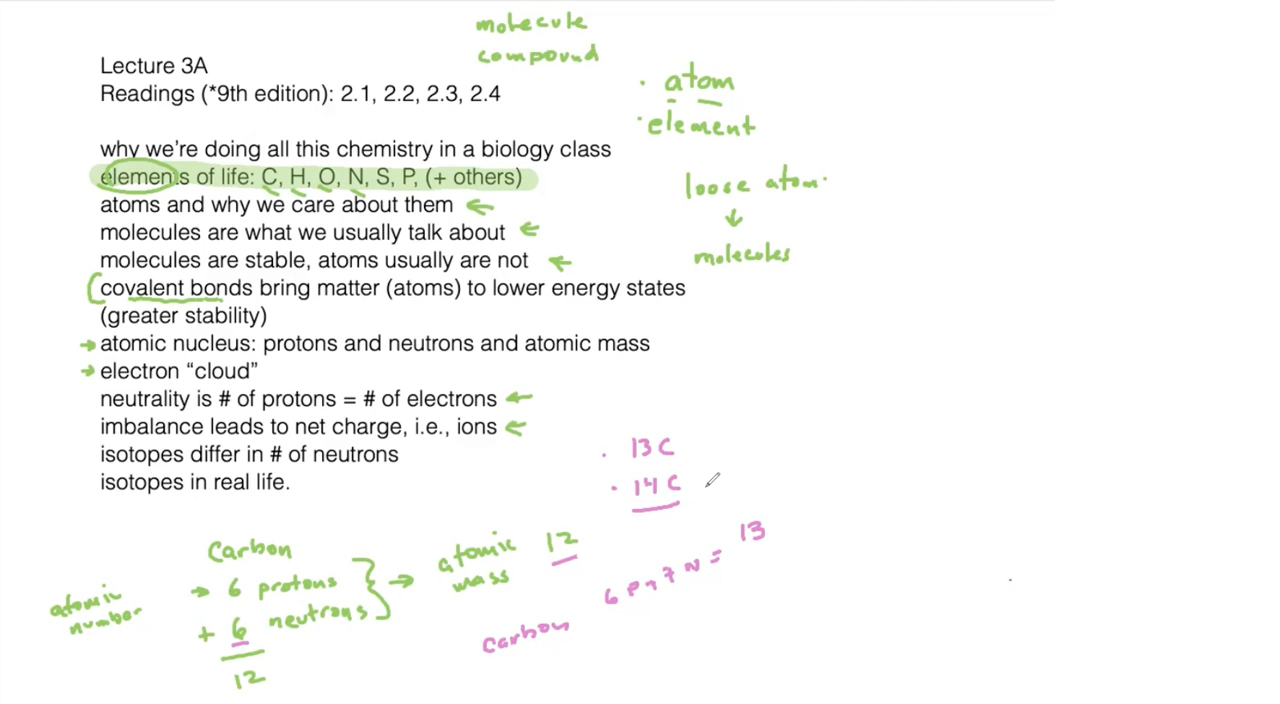 molecule
compound
Lecture 3A
Readings (*9th edition): 2.1, 2.2, 2.3, 2.4
· atom
· element
why we're doing all this chemistry in a biology class
elements of life: C, H, O, N, S, P, (+ others)
loose atom.
atoms and why we care about them
molecules are what we usually talk about
molecules
molecules are stable, atoms usually are not
covalent bonds bring matter (atoms) to lower energy states
(greater stability)
→ atomic nucleus: protons and neutrons and atomic mass
→ electron “cloud”
neutrality is # of protons = # of electrons
imbalance leads to net charge, i.e., ions
isotopes differ in # of neutrons
isotopes in real life.
· 13C
· 14C
Carbon
→ 6 protons
+ 6 neutrons
12
atomic
number
→ atomic mass 12
carbon
6 P + 7 N = 13